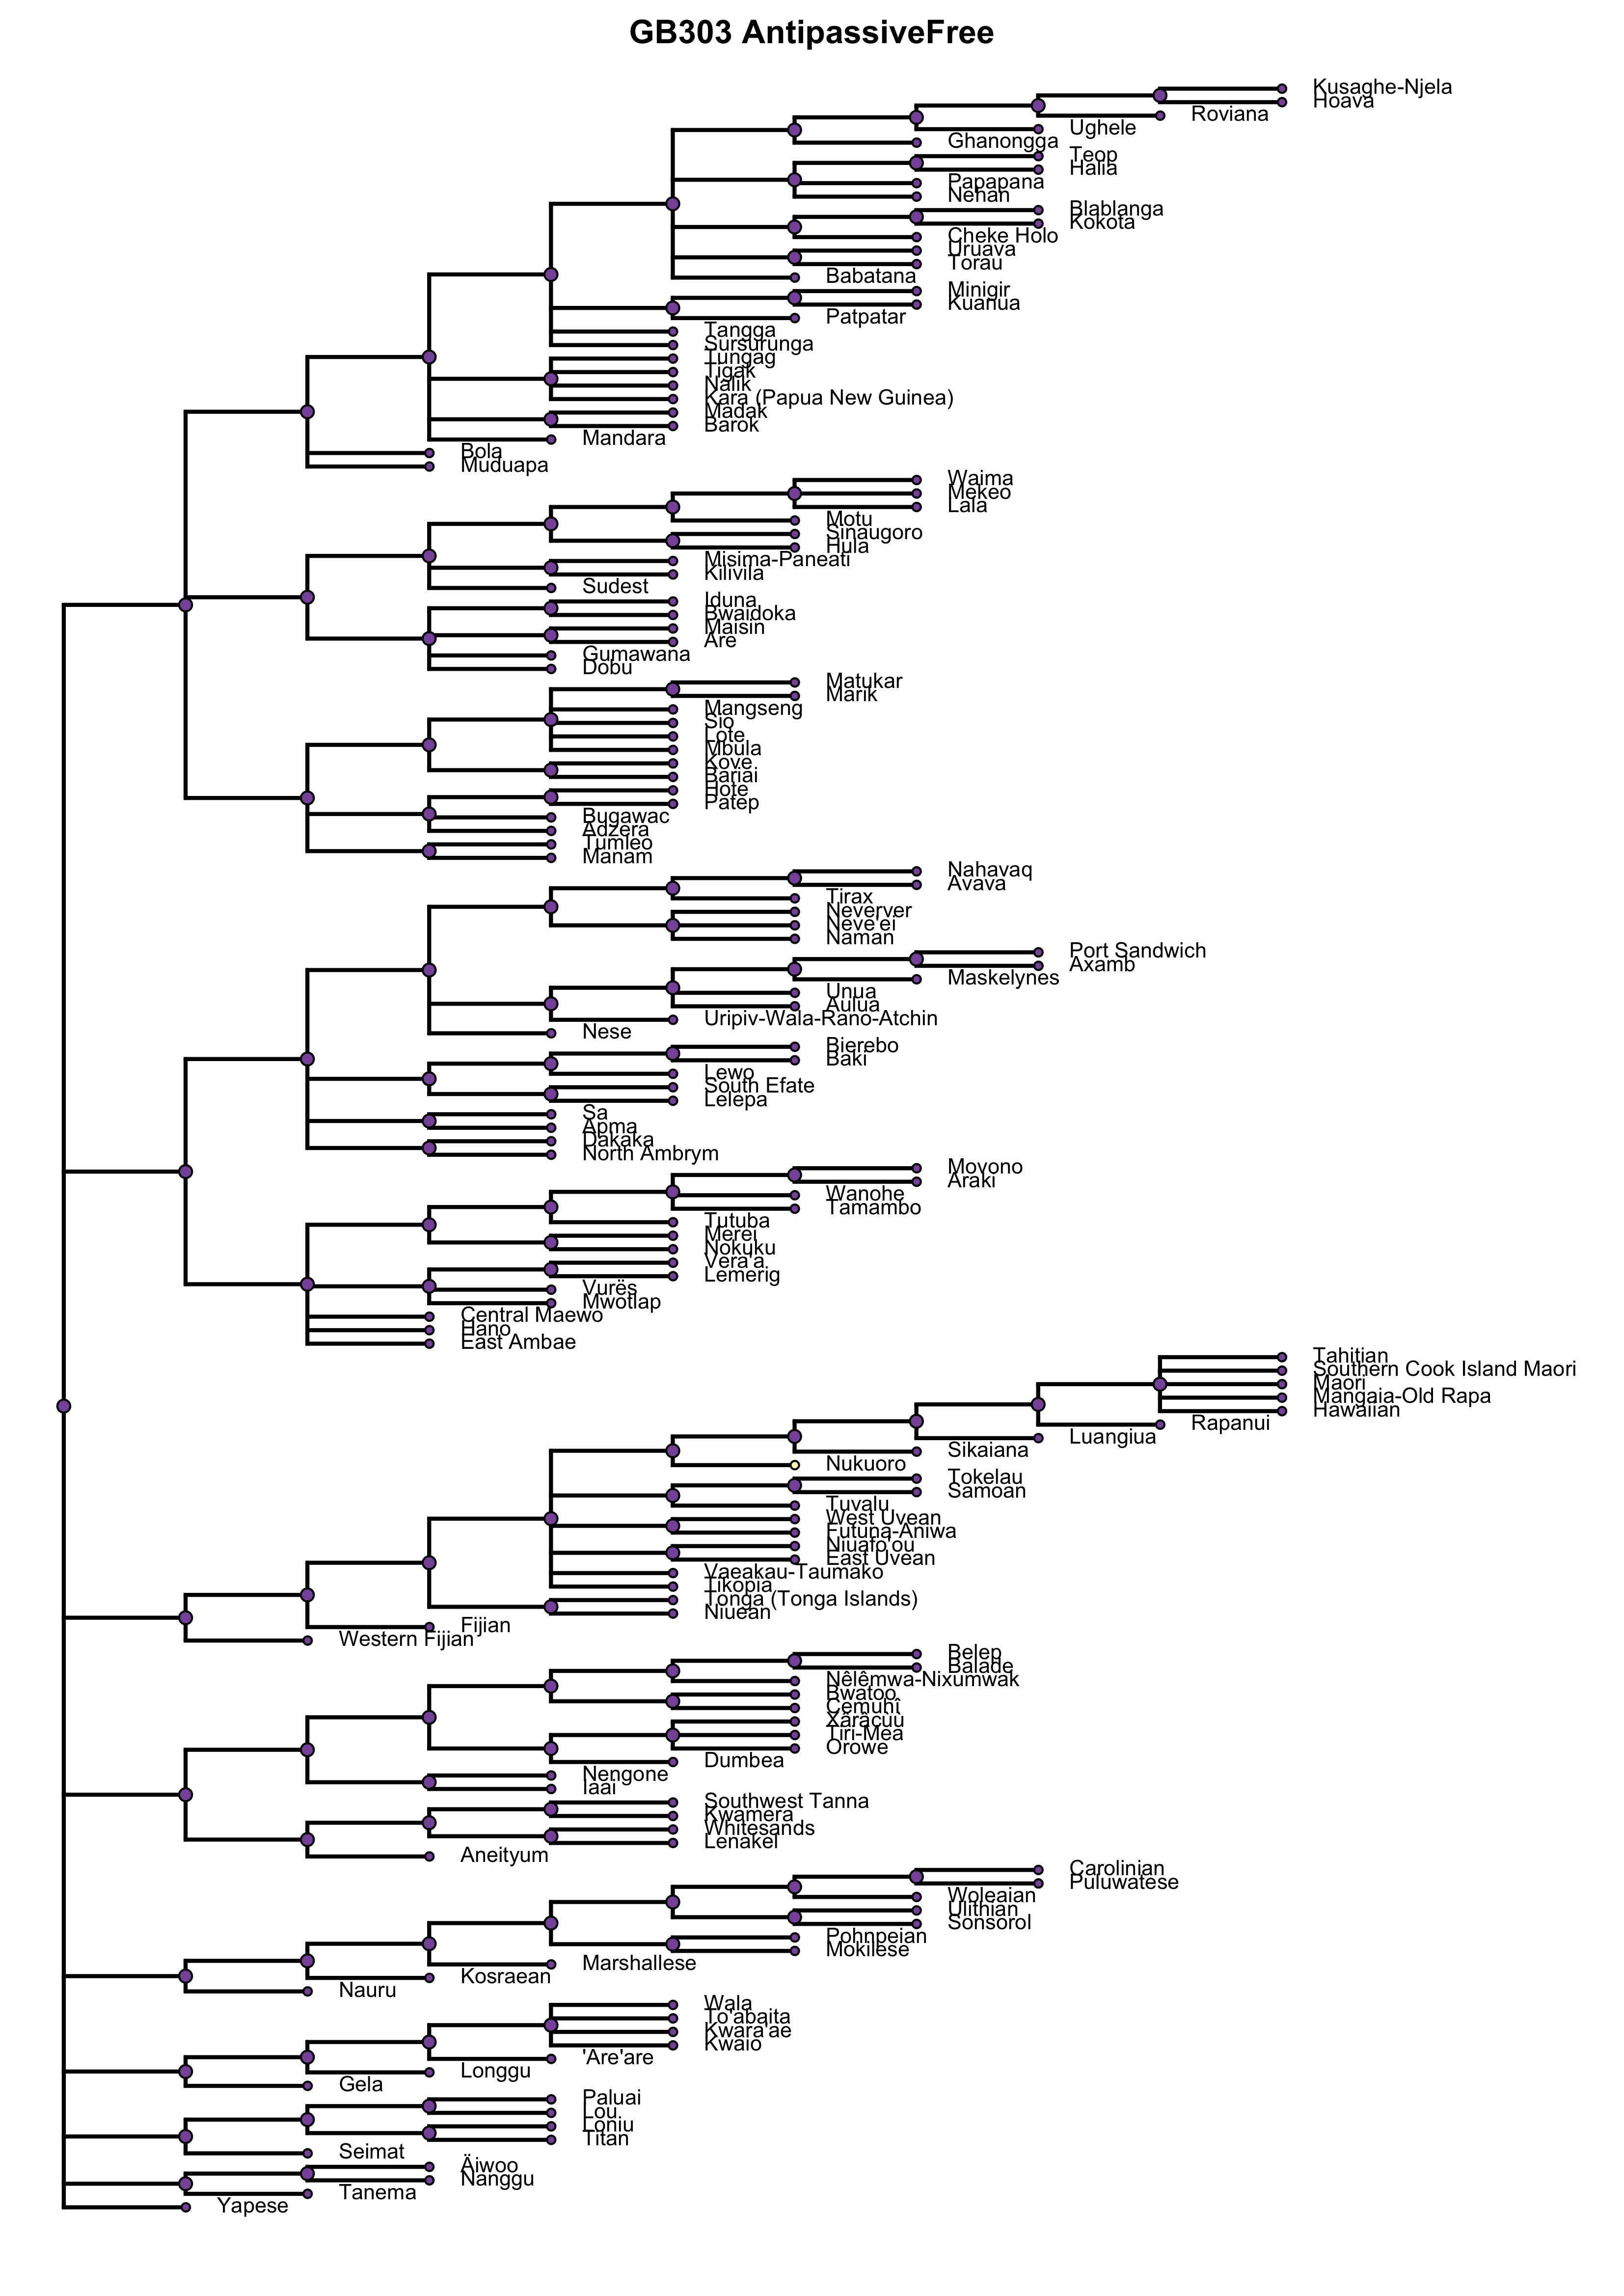 GB303 AntipassiveFree
Kusaghe-Njela
Hoava
Roviana
Ughele
Ghanongga
Teop
Halia
Papapana
Nehan
Blablanga
Kokota
Cheke Holo
Uruava
Torau
Babatana
Minigir
Kuanua
Patpatar
Tangga
Sursurunga
Tungag
Tigak
Nalik
Kara (Papua New Guinea)
Madak
Barok
Mandara
Bola
Muduapa
Waima
Mekeo
Lala
Motu
Sinaugoro
Hula
Misima-Paneati
Kilivila
Sudest
Iduna
Bwaidoka
Maisin
Are
Gumawana
Dobu
Matukar
Marik
Mangseng
Sio
Lote
Mbula
Kove
Bariai
Hote
Patep
Bugawac
Adzera
Tumleo
Manam
Nahavaq
Avava
Tirax
Neverver
Neve'ei
Naman
Port Sandwich
Axamb
Maskelynes
Unua
Aulua
Uripiv-Wala-Rano-Atchin
Nese
Bierebo
Baki
Lewo
South Efate
Lelepa
Sa
Apma
Dakaka
North Ambrym
Movono
Araki
Wanohe
Tamambo
Tutuba
Merei
Nokuku
Vera'a
Lemerig
Vurës
Mwotlap
Central Maewo
Hano
East Ambae
Tahitian
Southern Cook Island Maori
Maori
Mangaia-Old Rapa
Hawaiian
Rapanui
Luangiua
Sikaiana
Nukuoro
Tokelau
Samoan
Tuvalu
West Uvean
Futuna-Aniwa
Niuafo'ou
East Uvean
Vaeakau-Taumako
Tikopia
Tonga (Tonga Islands)
Niuean
Fijian
Western Fijian
Belep
Balade
Nêlêmwa-Nixumwak
Bwatoo
Cemuhî
Xârâcùù
Tiri-Mea
Orowe
Dumbea
Nengone
Iaai
Southwest Tanna
Kwamera
Whitesands
Lenakel
Aneityum
Carolinian
Puluwatese
Woleaian
Ulithian
Sonsorol
Pohnpeian
Mokilese
Marshallese
Kosraean
Nauru
Wala
To'abaita
Kwara'ae
Kwaio
'Are'are
Longgu
Gela
Paluai
Lou
Loniu
Titan
Seimat
Äiwoo
Nanggu
Tanema
Yapese